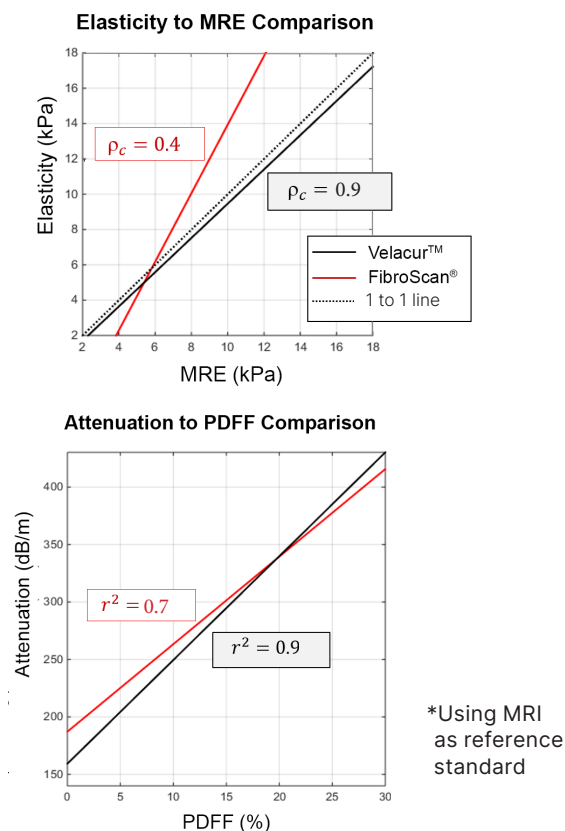 Elasticity to MRE Comparison
18
16
14
12
10
8
6
4
2
Elasticity (kPa)
ρc = 0.4
ρc = 0.9
Velacur™
FibroScan®
1 to 1 line
2 4 6 8 10 12 14 16 18
MRE (kPa)
Attenuation to PDFF Comparison
400
350
300
250
200
150
Attenuation (dB/m)
r² = 0.7
r² = 0.9
0 5 10 15 20 25 30
PDFF (%)
*Using MRI
as reference
standard